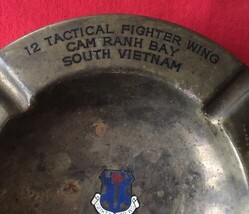 12 TACTICAL FIGHTER WING
CAM RANH BAY
SOUTH VIETNAM